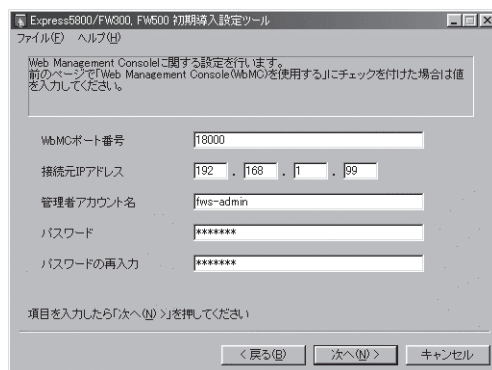 Express5800/FW300, FW500 初期導入設定ツール
ファイル(F) ヘルプ(H)
Web Management Consoleに関する設定を行います。
前のページで「Web Management Console(WbMC)を使用する」にチェックを付けた場合は値を入力してください。
WbMCポート番号 18000
接続元IPアドレス 192 . 168 . 1 . 99
管理者アカウント名 fws-admin
パスワード *******
パスワードの再入力 *******
項目を入力したら「次へ(N) >」を押してください
< 戻る(B) 次へ(N) > キャンセル